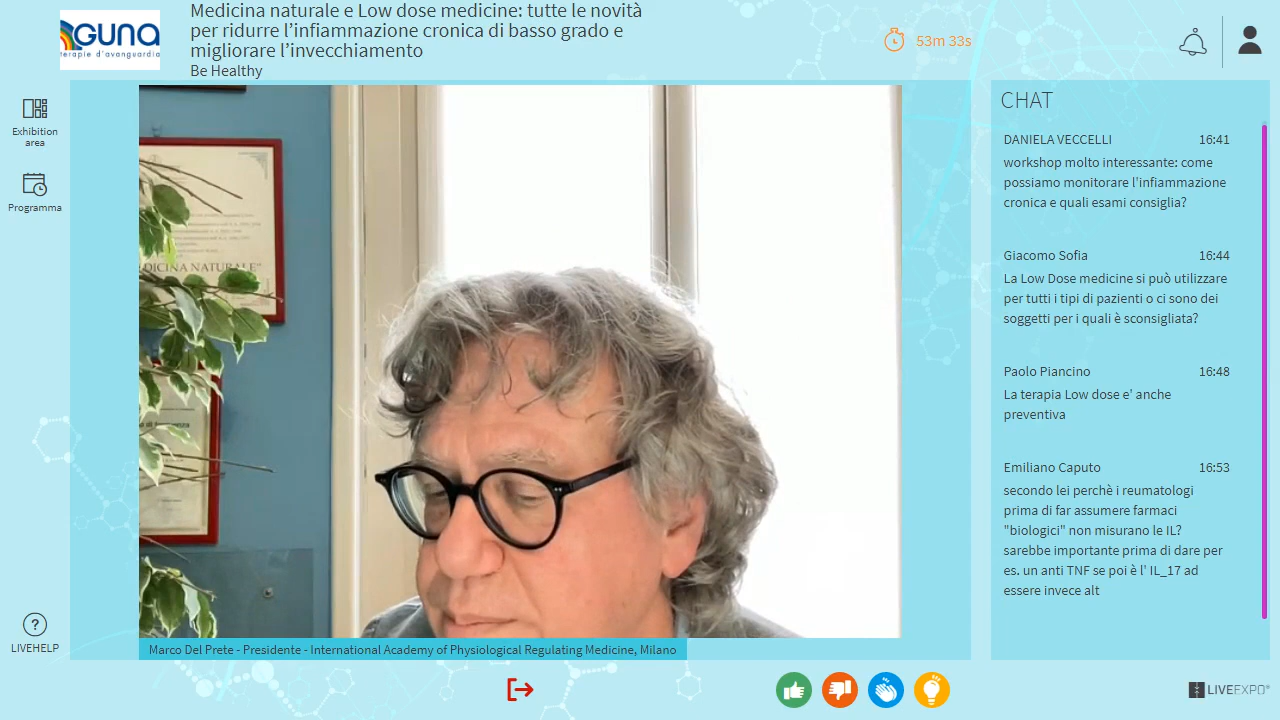 GUNA
terapie d'avanguardia
Medicina naturale e Low dose medicine: tutte le novità
per ridurre l'infiammazione cronica di basso grado e
migliorare l'invecchiamento
Be Healthy
53m 33s
Exhibition
area
Programma
LIVEHELP
DICINA NATURALE"
Marco Del Prete - Presidente - International Academy of Physiological Regulating Medicine, Milano
CHAT
DANIELA VECCELLI 16:41
workshop molto interessante: come
possiamo monitorare l'infiammazione
cronica e quali esami consiglia?
Giacomo Sofia 16:44
La Low Dose medicine si può utilizzare
per tutti i tipi di pazienti o ci sono dei
soggetti per i quali è sconsigliata?
Paolo Piancino 16:48
La terapia Low dose e' anche
preventiva
Emiliano Caputo 16:53
secondo lei perchè i reumatologi
prima di far assumere farmaci
"biologici" non misurano le IL?
sarebbe importante prima di dare per
es. un anti TNF se poi è l' IL_17 ad
essere invece alt
LIVEEXPO